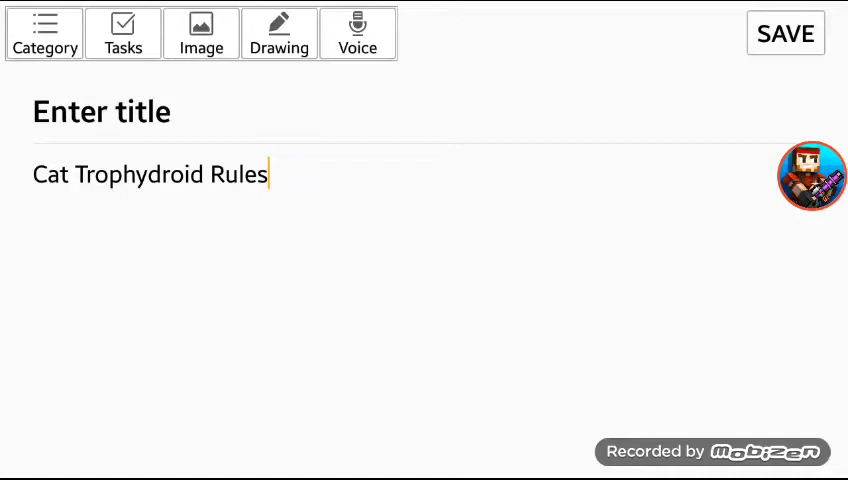 Category Tasks Image Drawing Voice SAVE
Enter title
Cat Trophydroid Rules
Recorded by mobizen